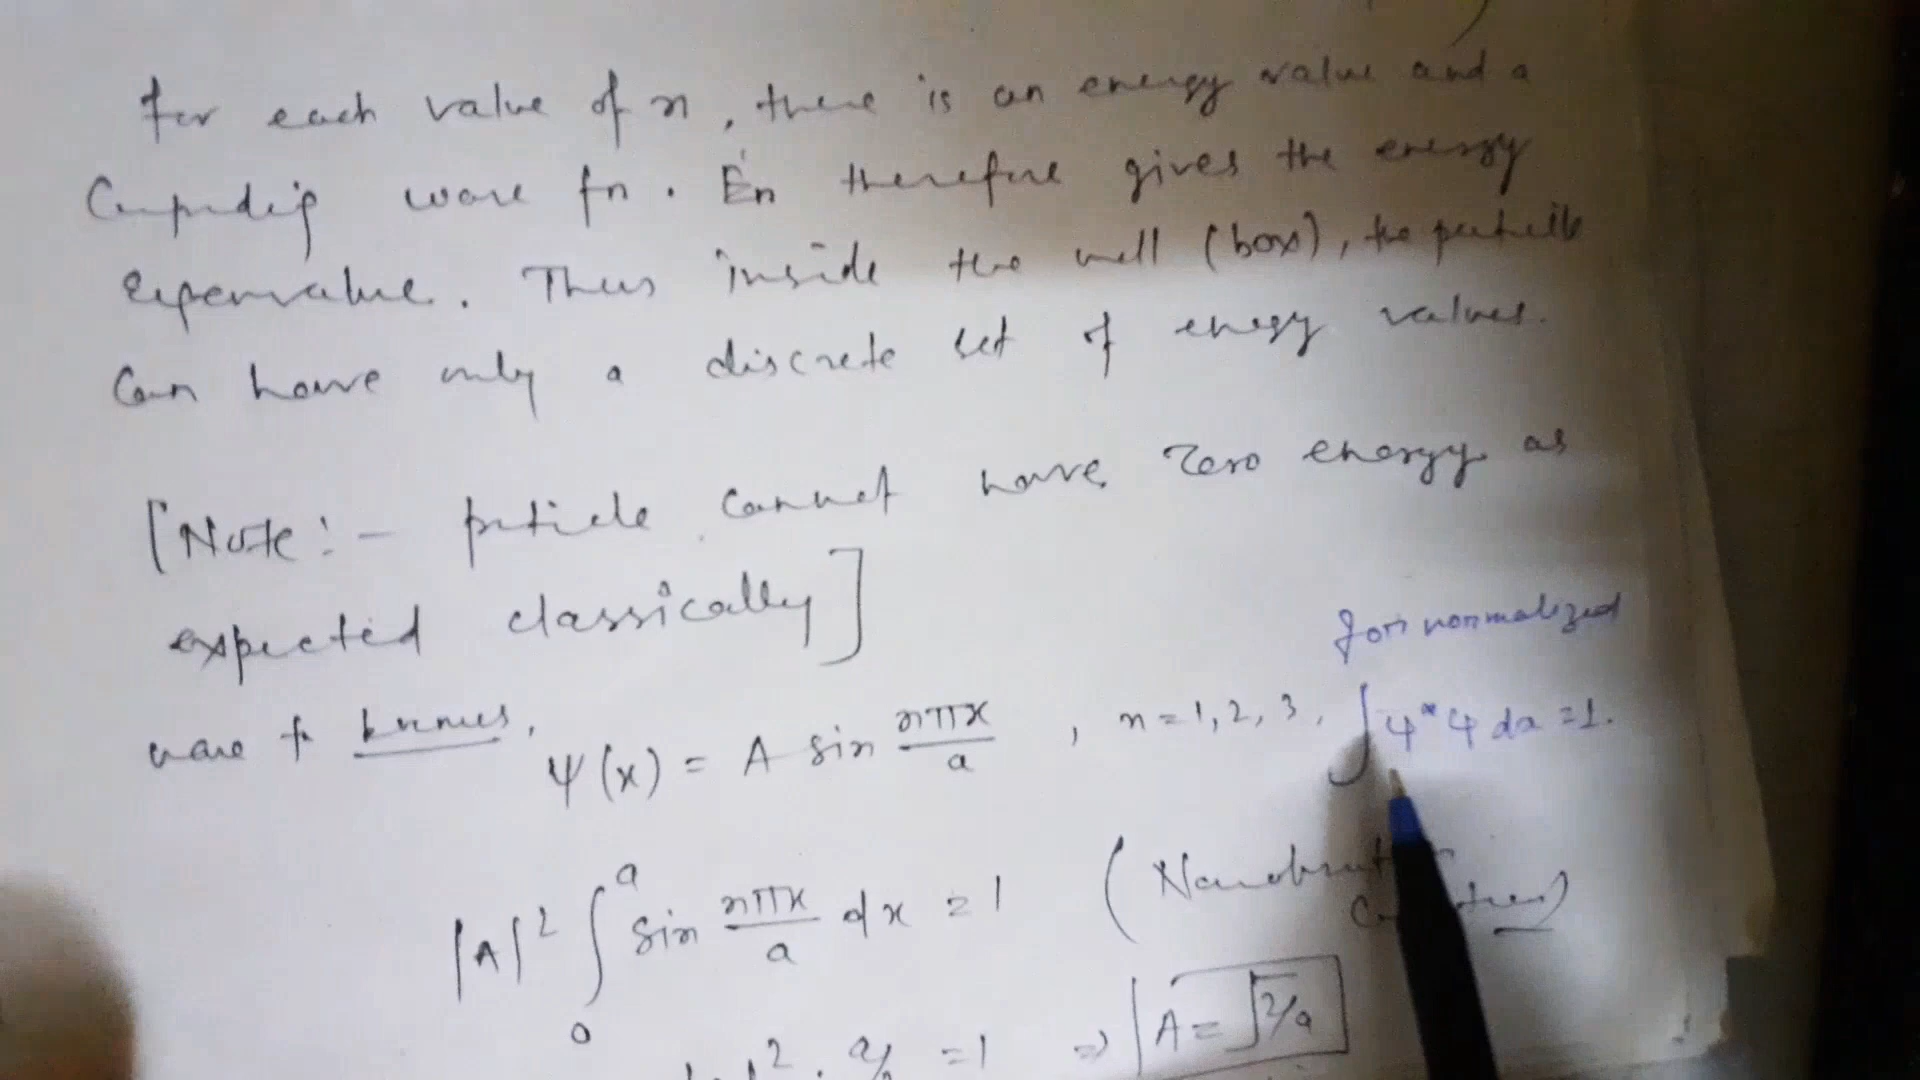 for each value of n, there is an energy value and a
wave fn. En therefore gives the energy
eigenvalue. Thus inside the well (box), the particle
can have only a discrete set of energy values.
[Note:- particle cannot have zero energy as
expected classically]
for normalized
wave fn
ψ(x) = A sin nπx/a , n = 1, 2, 3, ∫ψ*ψ dx = 1.
|A|² ∫₀ᵃ sin nπx/a dx = 1
². a/2 = 1 ⇒ A = √2/a